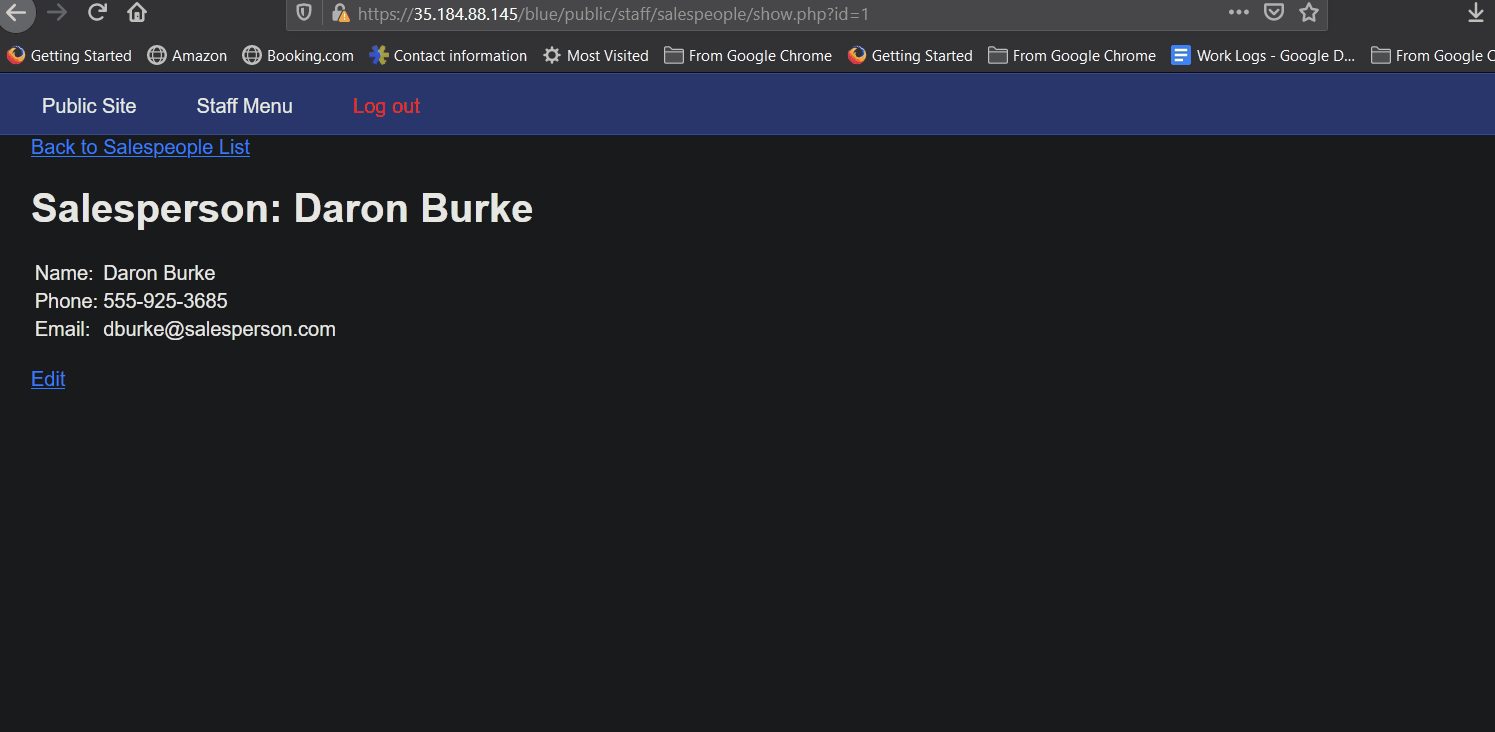 https://35.184.88.145/blue/public/staff/salespeople/show.php?id=1
Getting Started Amazon Booking.com Contact information Most Visited From Google Chrome Getting Started From Google Chrome Work Logs - Google D... From Google C
Public Site Staff Menu Log out
Back to Salespeople List
Salesperson: Daron Burke
Name: Daron Burke
Phone: 555-925-3685
Email: dburke@salesperson.com
Edit